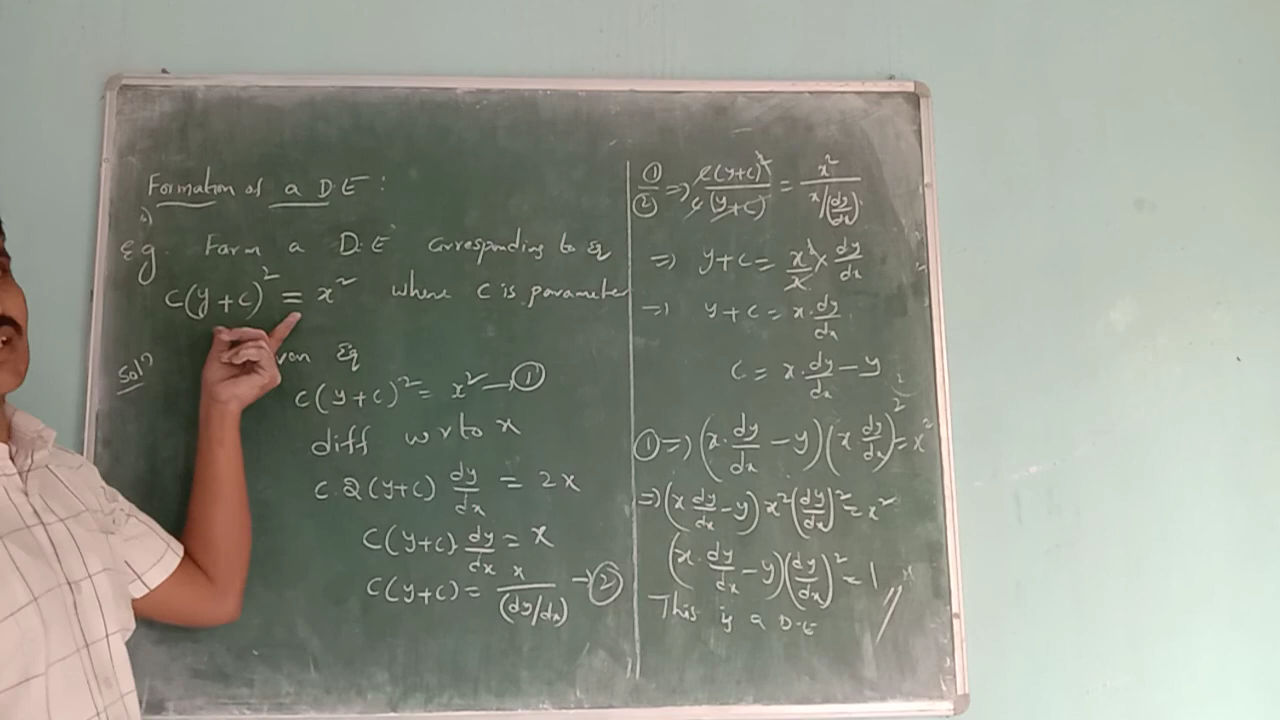 Formation of a D.E :
1)
eg. Form a D.E corresponding to Eq
c(y+c)² = x² where c is parameter
Solⁿ ven Eq
c(y+c)² = x² → ①
diff w r to x
c.2(y+c) dy/dx = 2x
c(y+c) dy/dx = x
c(y+c) = x/(dy/dx) → ②
①/② ⇒ c(y+c)²/c(y+c) = x²/x/(dy/dx)
⇒ y+c = x²/x × dy/dx
⇒ y+c = x.dy/dx
c = x.dy/dx − y
① ⇒ (x.dy/dx − y)(x dy/dx)² = x²
⇒ (x dy/dx − y) x² (dy/dx)² = x²
(x.dy/dx − y)(dy/dx)² = 1 //
This is a D.E